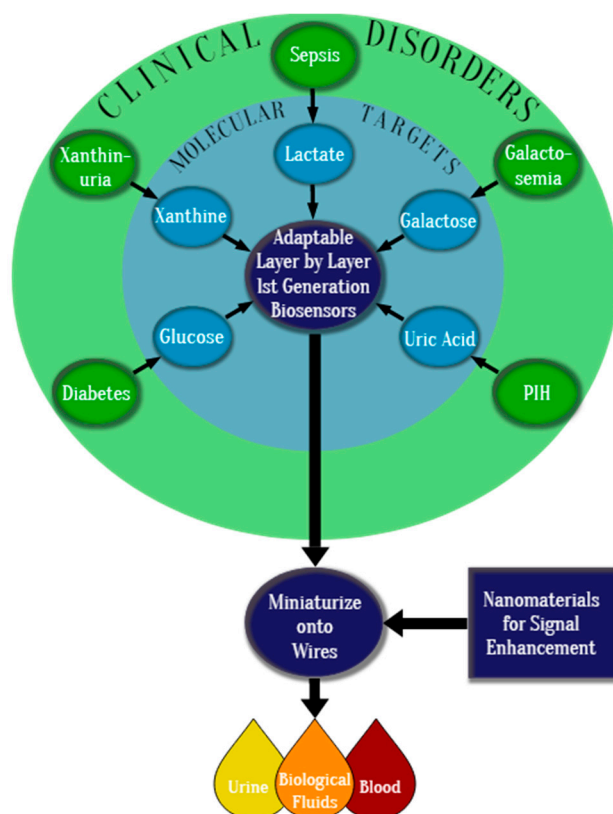 CLINICAL DISORDERS
MOLECULAR TARGETS
Sepsis
Lactate
Xanthin-
uria
Xanthine
Galacto-
semia
Galactose
Adaptable
Layer by Layer
1st Generation
Biosensors
Glucose
Uric Acid
Diabetes
PIH
Miniaturize
onto
Wires
Nanomaterials
for Signal
Enhancement
Urine
Biological
Fluids
Blood